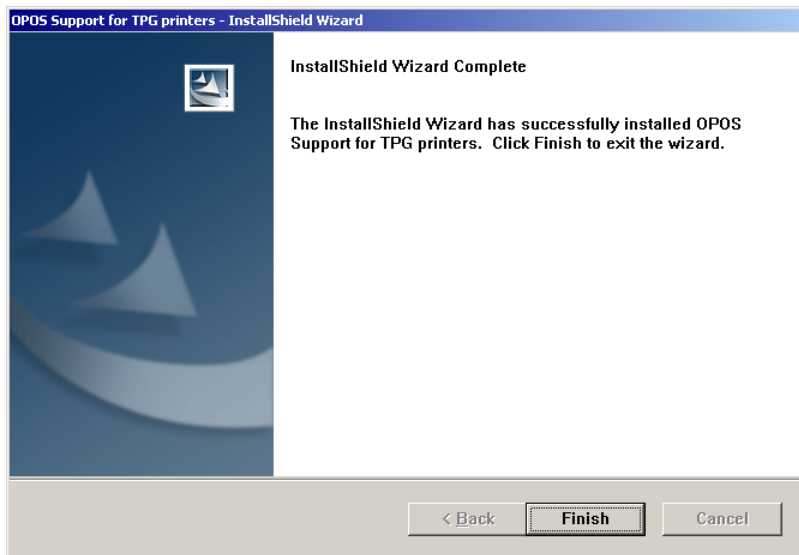 OPOS Support for TPG printers - InstallShield Wizard
InstallShield Wizard Complete
The InstallShield Wizard has successfully installed OPOS
Support for TPG printers.  Click Finish to exit the wizard.
< Back Finish Cancel